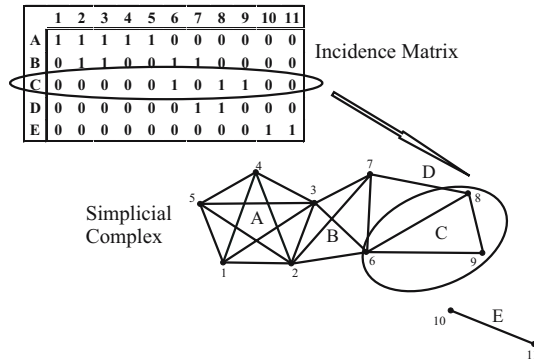 1 2 3 4 5 6 7 8 9 10 11
A 1 1 1 1 1 0 0 0 0 0 0
B 0 1 1 0 0 1 1 0 0 0 0
C 0 0 0 0 0 1 0 1 1 0 0
D 0 0 0 0 0 0 1 1 0 0 0
E 0 0 0 0 0 0 0 0 0 1 1
Incidence Matrix
Simplicial
Complex
4
7
D
5
3
8
A
B
C
1
2
6
9
10
E